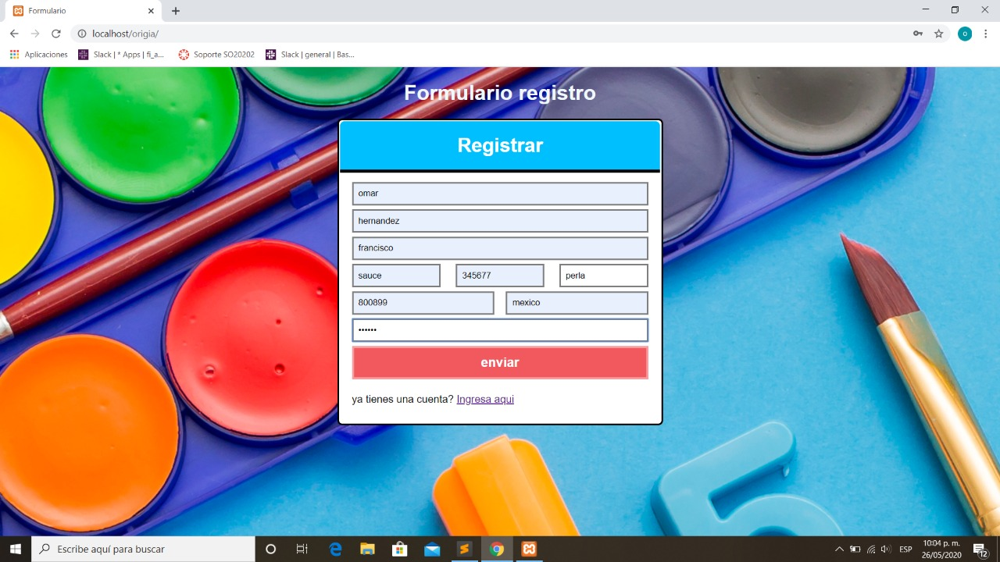 Formulario
localhost/origia/
Aplicaciones
Slack | * Apps | fi_a...
Soporte SO20202
Slack | general | Bas...
Formulario registro
Registrar
omar
hernandez
francisco
sauce 345677 perla
800899 mexico
••••••
enviar
ya tienes una cuenta? Ingresa aqui
Escribe aquí para buscar
ESP
10:04 p. m.
26/05/2020
12